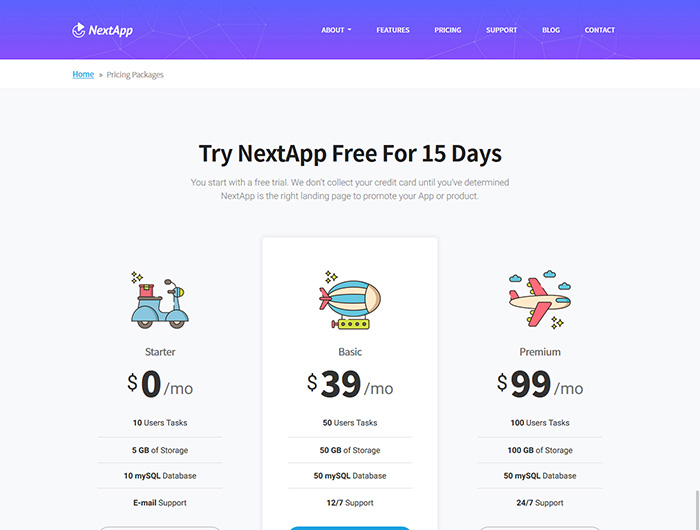 NextApp
ABOUT FEATURES PRICING SUPPORT BLOG CONTACT
Home » Pricing Packages
Try NextApp Free For 15 Days
You start with a free trial. We don't collect your credit card until you've determined
NextApp is the right landing page to promote your App or product.
Starter
$0/mo
10 Users Tasks
5 GB of Storage
10 mySQL Database
E-mail Support
Basic
$39/mo
50 Users Tasks
50 GB of Storage
50 mySQL Database
12/7 Support
Premium
$99/mo
100 Users Tasks
100 GB of Storage
50 mySQL Database
24/7 Support